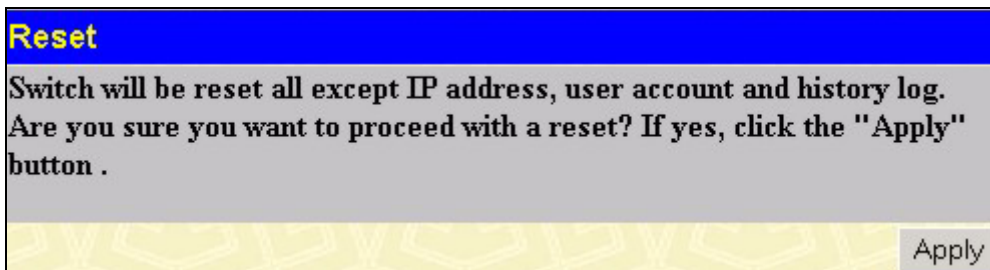 Reset
Switch will be reset all except IP address, user account and history log.
Are you sure you want to proceed with a reset? If yes, click the "Apply"
button .
Apply